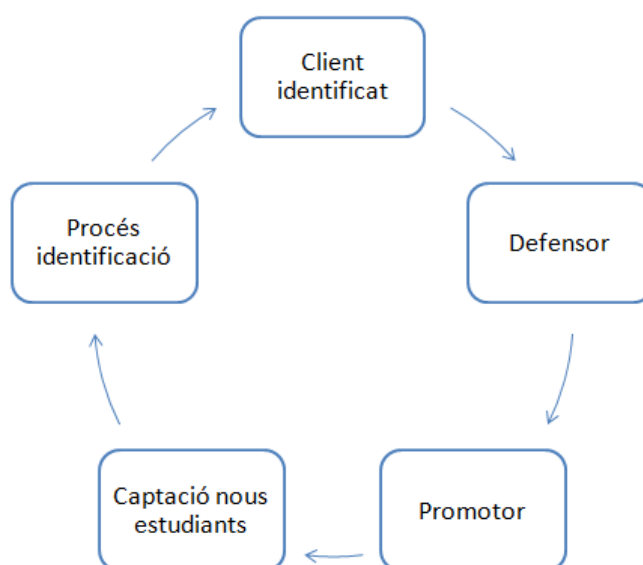 Client
identificat
Defensor
Promotor
Captació nous
estudiants
Procés
identificació